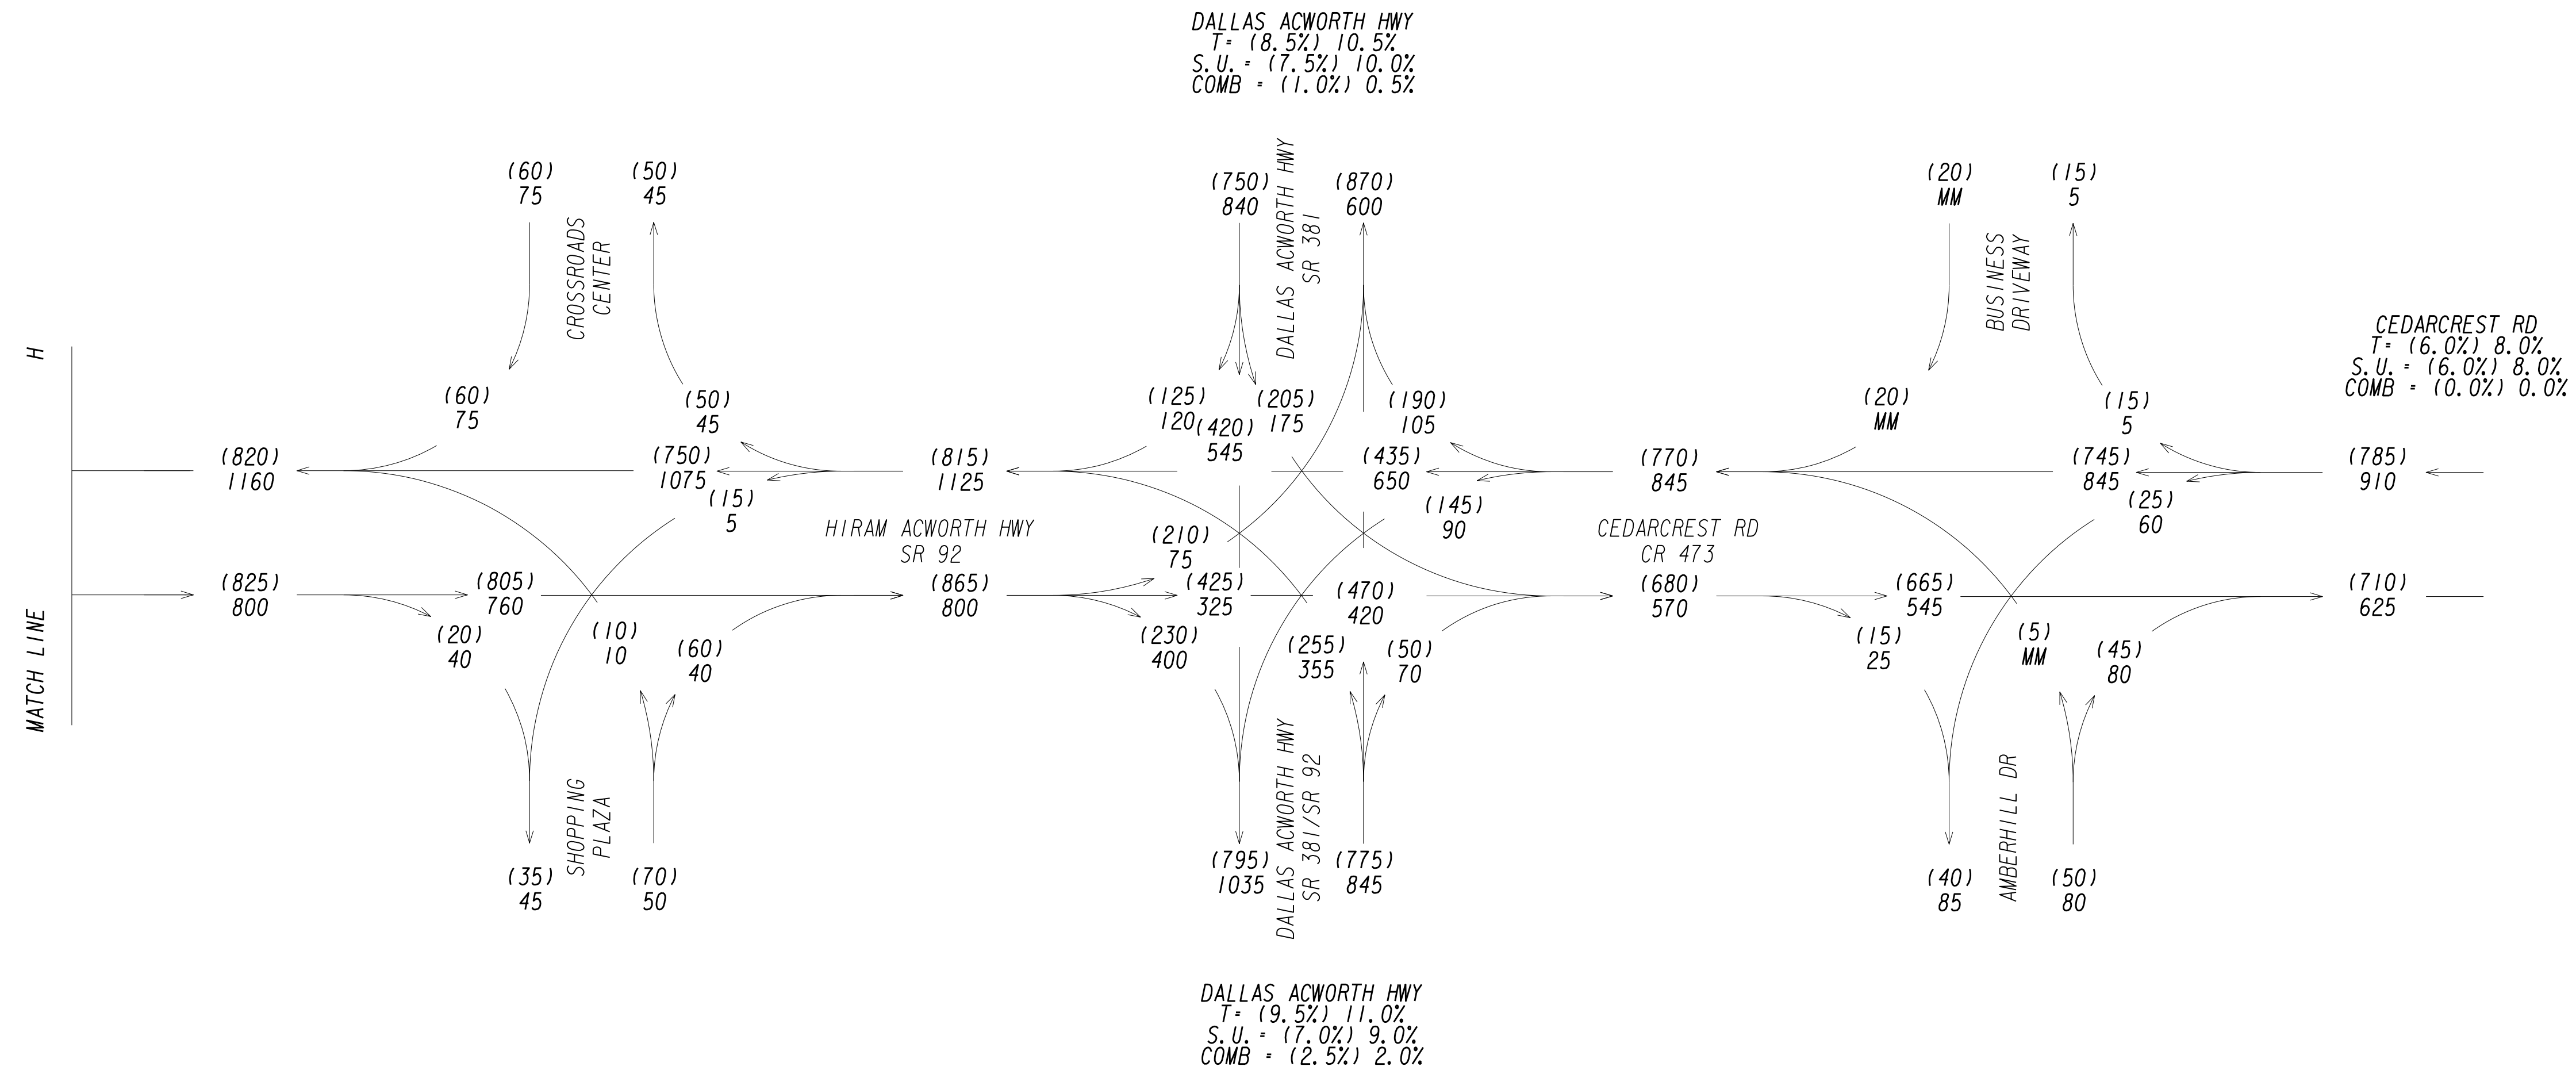 DALLAS ACWORTH HWY
T= (8.5%) 10.5%
S.U.= (7.5%) 10.0%
COMB = (1.0%) 0.5%
(60)
75
(50)
45
CROSSROADS
CENTER
(750)
840
(870)
600
DALLAS ACWORTH HWY
SR 381
(20)
MM
(15)
5
BUSINESS
DRIVEWAY
CEDARCREST RD
T= (6.0%) 8.0%
S.U.= (6.0%) 8.0%
COMB = (0.0%) 0.0%
H
MATCH LINE
(60)
75
(50)
45
(820)
1160
(750)
1075
(15)
5
(815)
1125
(125)
120
(420)
545
(205)
175
(190)
105
(435)
650
(145)
90
(770)
845
(20)
MM
(15)
5
(745)
845
(25)
60
(785)
910
HIRAM ACWORTH HWY
SR 92
CEDARCREST RD
CR 473
(825)
800
(805)
760
(20)
40
(10)
10
(60)
40
(865)
800
(210)
75
(425)
325
(230)
400
(470)
420
(255)
355
(50)
70
(680)
570
(665)
545
(15)
25
(5)
MM
(45)
80
(710)
625
SHOPPING
PLAZA
(35)
45
(70)
50
DALLAS ACWORTH HWY
SR 381/SR 92
(795)
1035
(775)
845
AMBERHILL DR
(40)
85
(50)
80
DALLAS ACWORTH HWY
T= (9.5%) 11.0%
S.U.= (7.0%) 9.0%
COMB = (2.5%) 2.0%